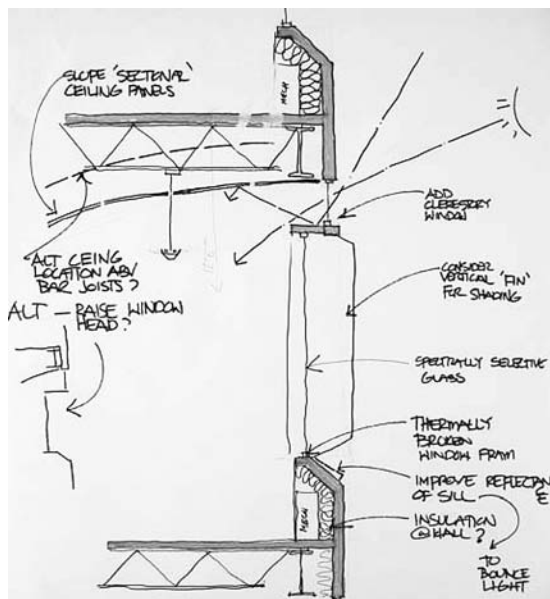 SLOPE 'SECTIONAL'
CEILING PANELS
MECH
ADD
CLERESTORY
WINDOW
ALT CEING
LOCATION ABV
BAR JOISTS?
CONSIDER
VERTICAL 'FIN'
FOR SHADING
ALT — RAISE WINDOW
HEAD?
SPECTRALLY SELECTIVE
GLASS
THERMALLY
BROKEN
WINDOW FRAM
IMPROVE REFLECTANCE
OF SILL
MECH
INSULATION
@ WALL?
TO
BOUNCE
LIGHT